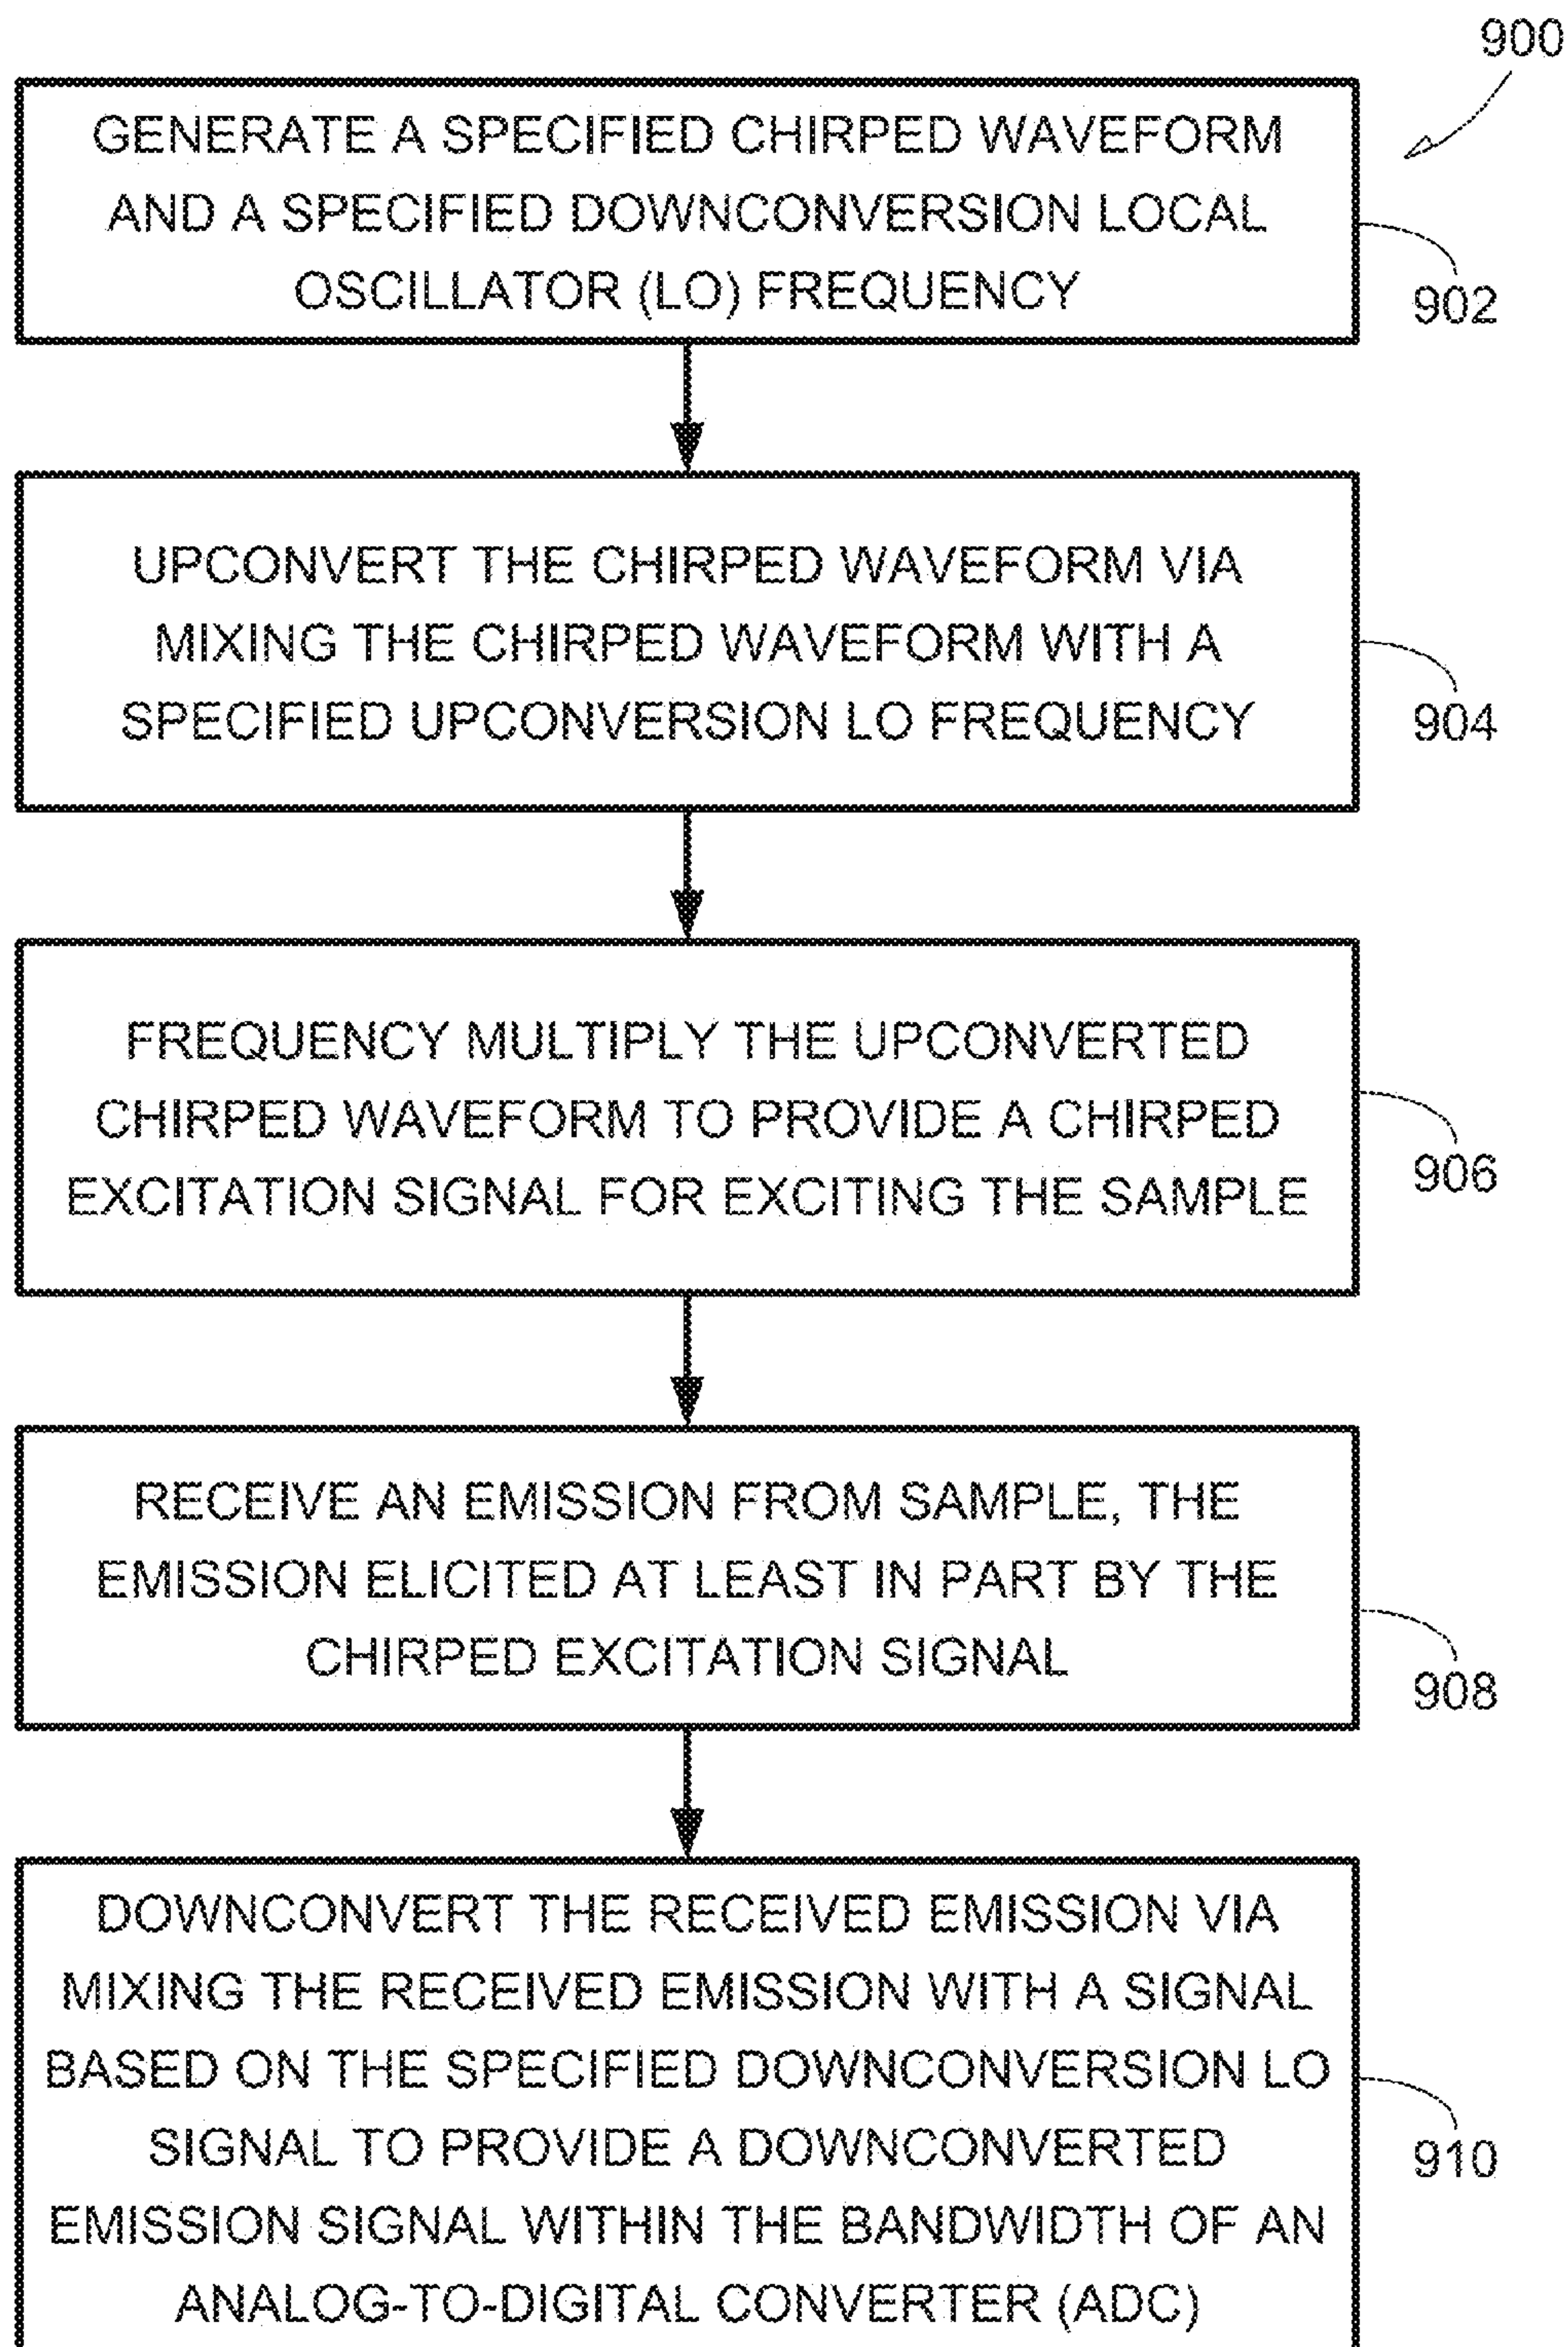 900
GENERATE A SPECIFIED CHIRPED WAVEFORM
AND A SPECIFIED DOWNCONVERSION LOCAL
OSCILLATOR (LO) FREQUENCY
902
UPCONVERT THE CHIRPED WAVEFORM VIA
MIXING THE CHIRPED WAVEFORM WITH A
SPECIFIED UPCONVERSION LO FREQUENCY
904
FREQUENCY MULTIPLY THE UPCONVERTED
CHIRPED WAVEFORM TO PROVIDE A CHIRPED
EXCITATION SIGNAL FOR EXCITING THE SAMPLE
906
RECEIVE AN EMISSION FROM SAMPLE, THE
EMISSION ELICITED AT LEAST IN PART BY THE
CHIRPED EXCITATION SIGNAL
908
DOWNCONVERT THE RECEIVED EMISSION VIA
MIXING THE RECEIVED EMISSION WITH A SIGNAL
BASED ON THE SPECIFIED DOWNCONVERSION LO
SIGNAL TO PROVIDE A DOWNCONVERTED
EMISSION SIGNAL WITHIN THE BANDWIDTH OF AN
ANALOG-TO-DIGITAL CONVERTER (ADC)
910